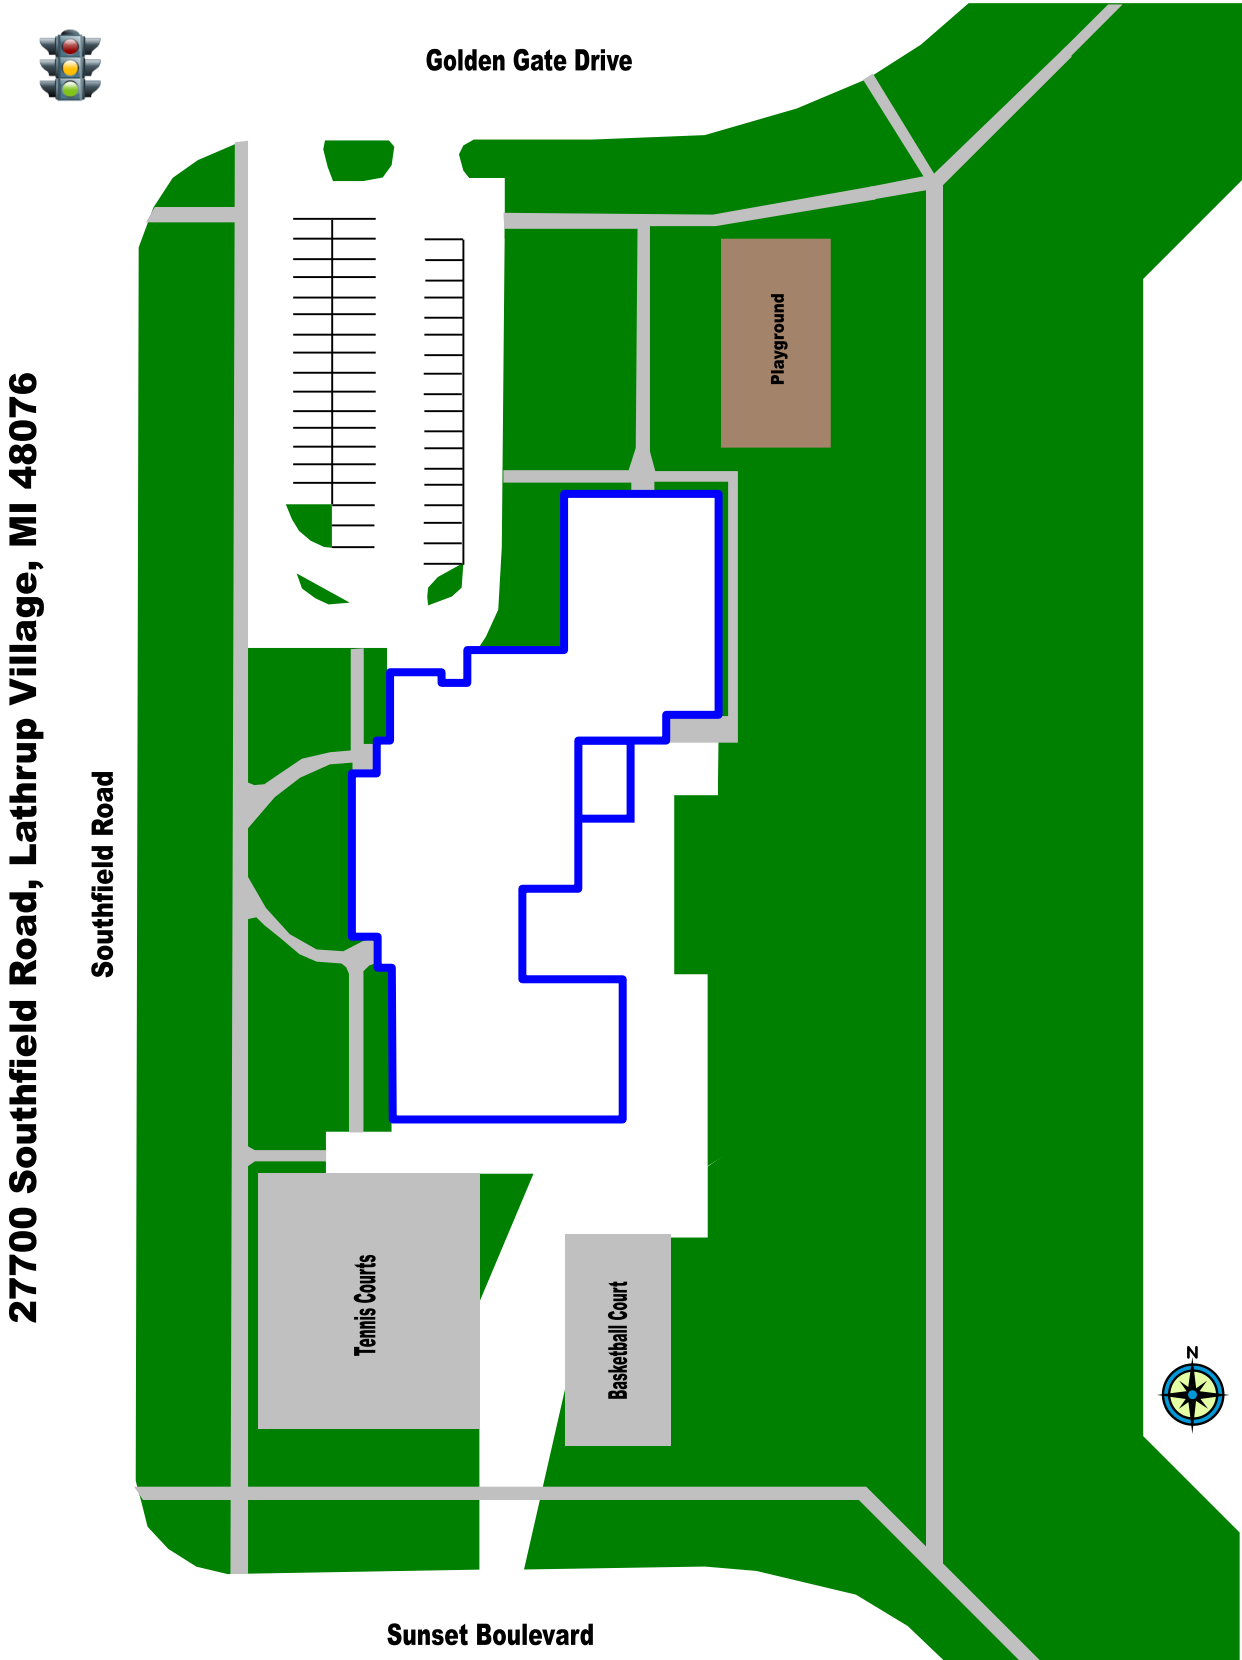 Golden Gate Drive
Playground
27700 Southfield Road, Lathrup Village, MI 48076
Southfield Road
Tennis Courts
Basketball Court
N
Sunset Boulevard